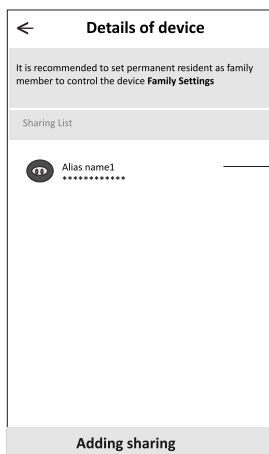 Details of device
It is recommended to set permanent resident as family
member to control the device Family Settings
Sharing List
Alias name1
************
Adding sharing